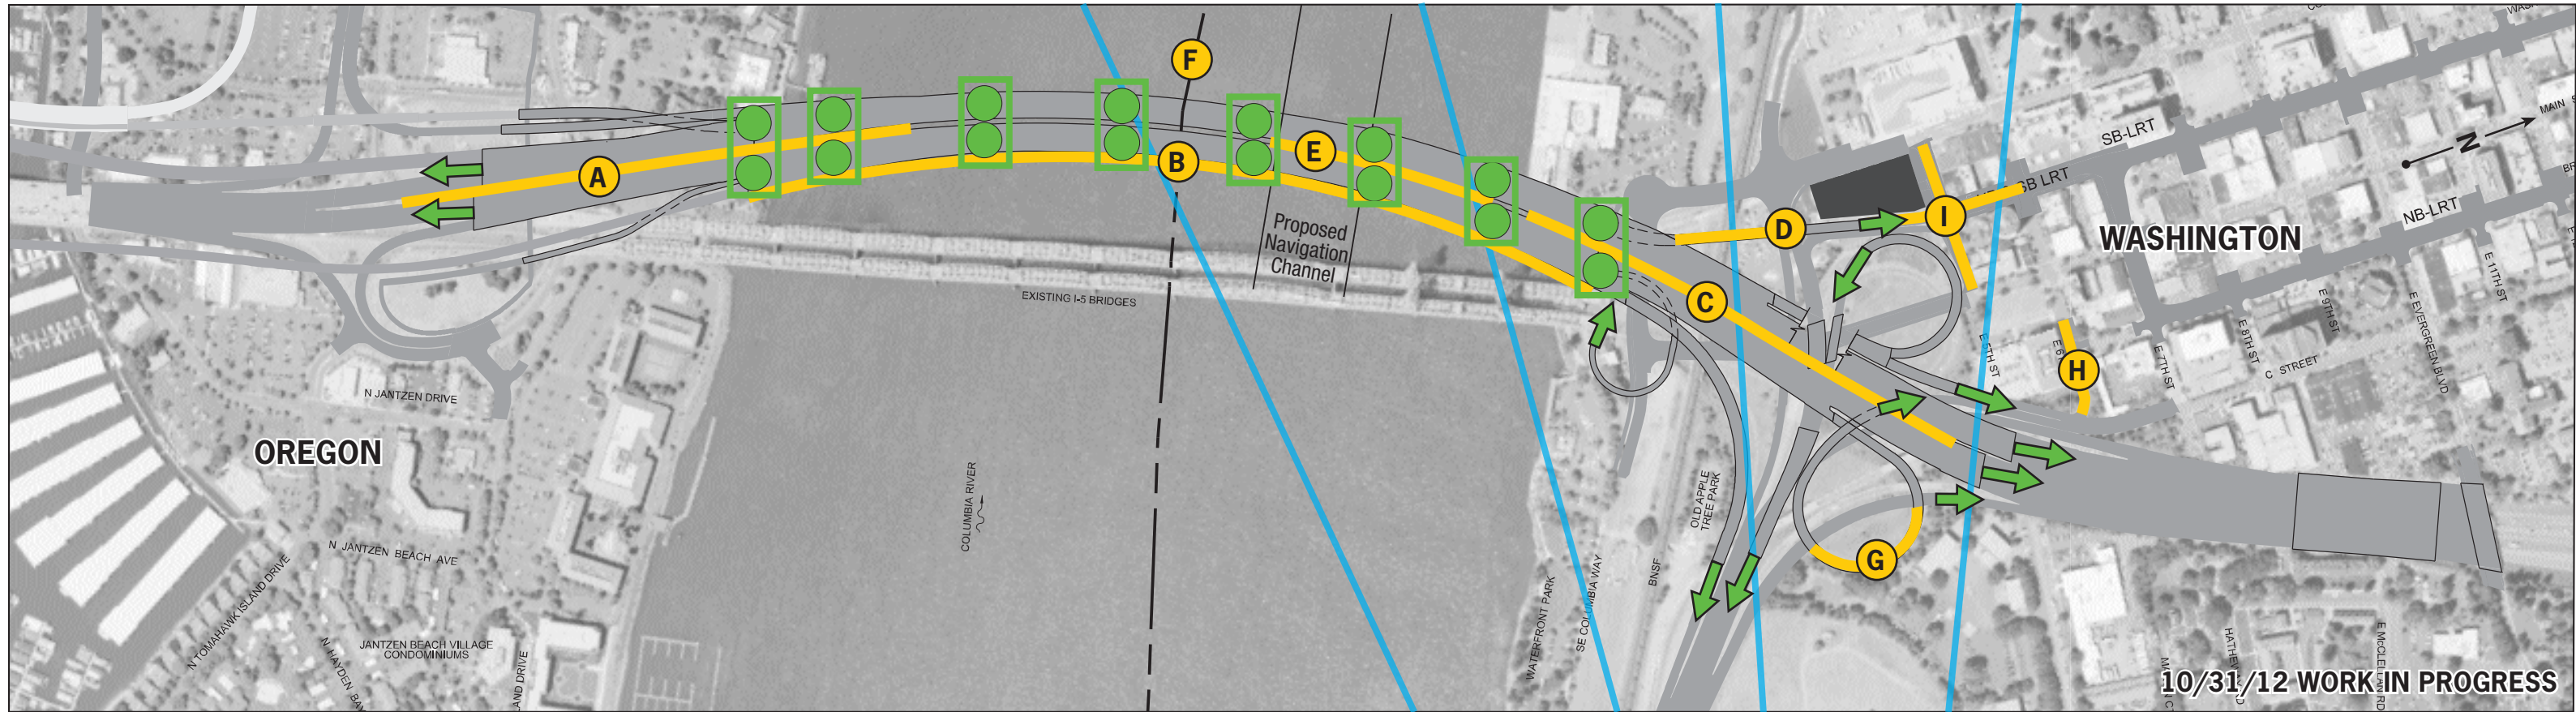 F
A
B
E
D
I
C
H
G
SB-LRT
SB LRT
NB-LRT
MAIN
N
WASHINGTON
Proposed
Navigation
Channel
EXISTING I-5 BRIDGES
E 5TH ST
E 7TH ST
E 8TH ST
E 9TH ST
E EVERGREEN BLVD
E 11TH ST
C STREET
N JANTZEN DRIVE
OREGON
COLUMBIA RIVER
OLD APPLE
TREE PARK
N JANTZEN BEACH AVE
N TOMAHAWK ISLAND DRIVE
JANTZEN BEACH VILLAGE
CONDOMINIUMS
WATERFRONT PARK
SE COLUMBIA WAY
BNSF
10/31/12 WORK IN PROGRESS